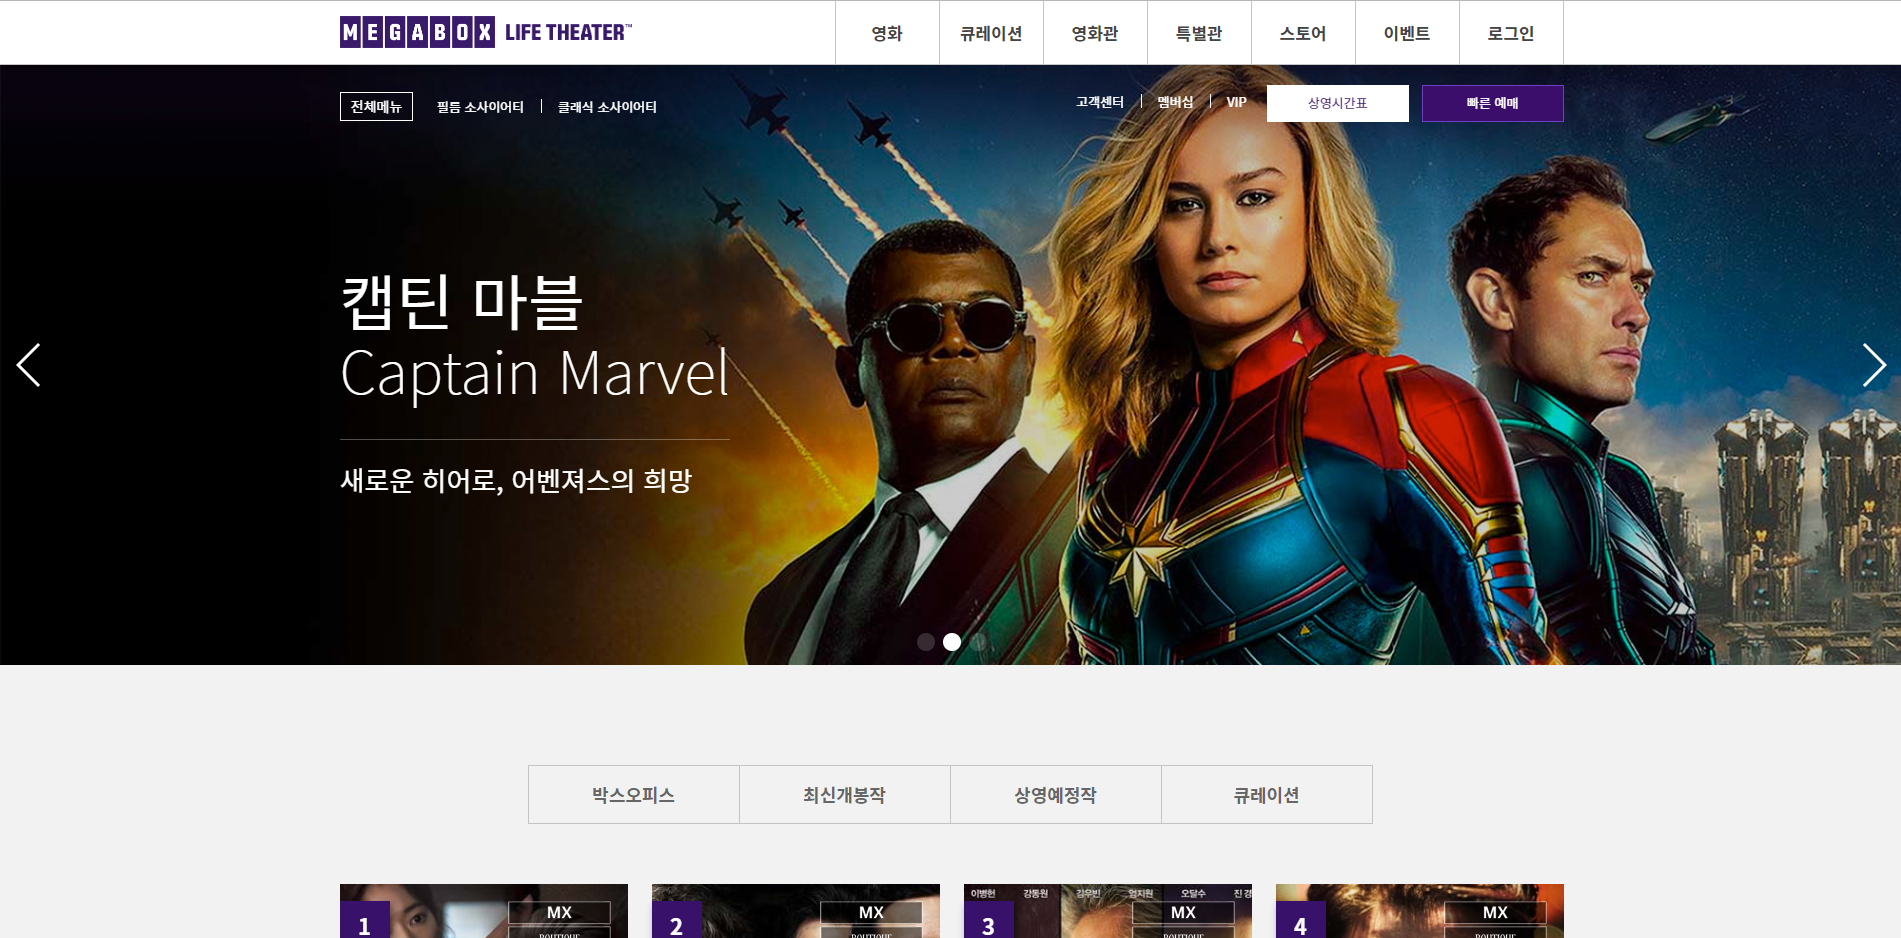 MEGABOX LIFE THEATER™
영화 큐레이션 영화관 특별관 스토어 이벤트 로그인
전체메뉴 필름 소사이어티 클래식 소사이어티 고객센터 멤버십 VIP 상영시간표 빠른 예매
캡틴 마블
Captain Marvel
새로운 히어로, 어벤져스의 희망
박스오피스 최신개봉작 상영예정작 큐레이션
이병헌 강동원 김우빈 엄지원 오달수 진 경
1 MX 2 MX 3 MX 4 MX
BOUTIQUE BOUTIQUE BOUTIQUE BOUTIQUE